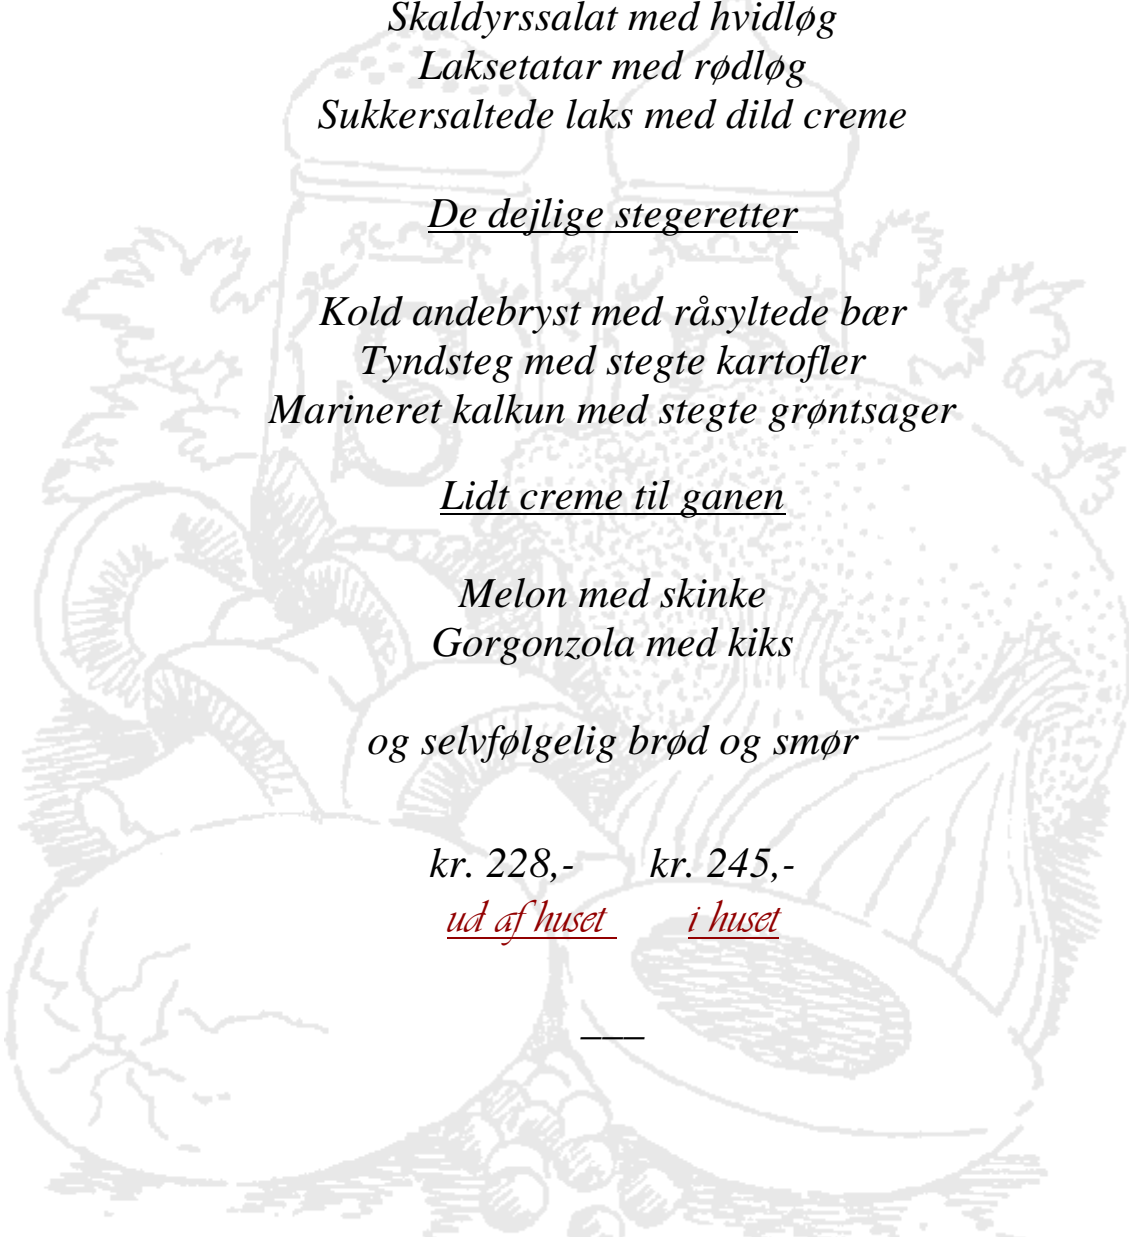 Skaldyrssalat med hvidløg
Laksetatar med rødløg
Sukkersaltede laks med dild creme
De dejlige stegeretter
Kold andebryst med råsyltede bær
Tyndsteg med stegte kartofler
Marineret kalkun med stegte grøntsager
Lidt creme til ganen
Melon med skinke
Gorgonzola med kiks
og selvfølgelig brød og smør
kr. 228,- kr. 245,-
ud af huset i huset
___